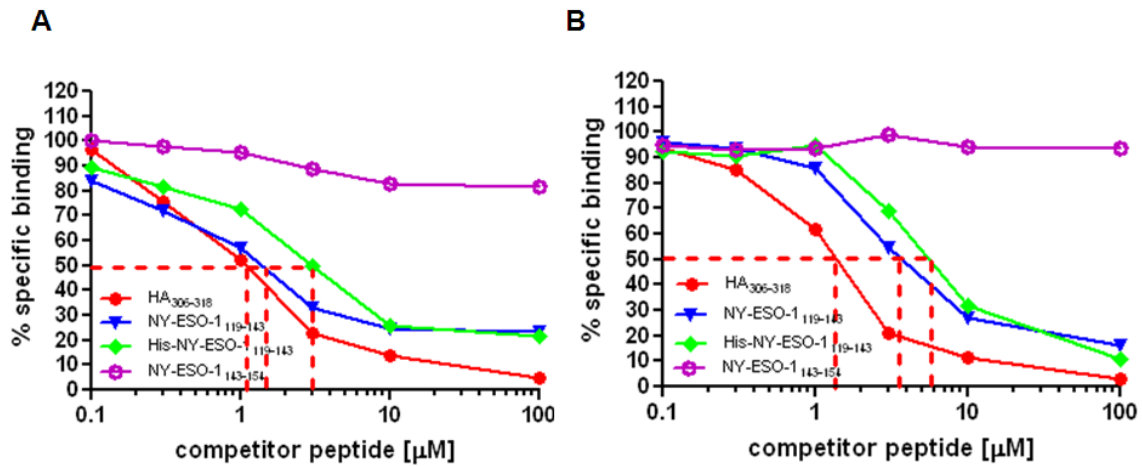 A
% specific binding
120
110
100
90
80
70
60
50
40
30
20
10
0
HA306-318
NY-ESO-1119-143
His-NY-ESO-1119-143
NY-ESO-1143-154
0.1
1
10
100
competitor peptide [µM]
B
% specific binding
120
110
100
90
80
70
60
50
40
30
20
10
0
HA306-318
NY-ESO-1119-143
His-NY-ESO-1119-143
NY-ESO-1143-154
0.1
1
10
100
competitor peptide [µM]